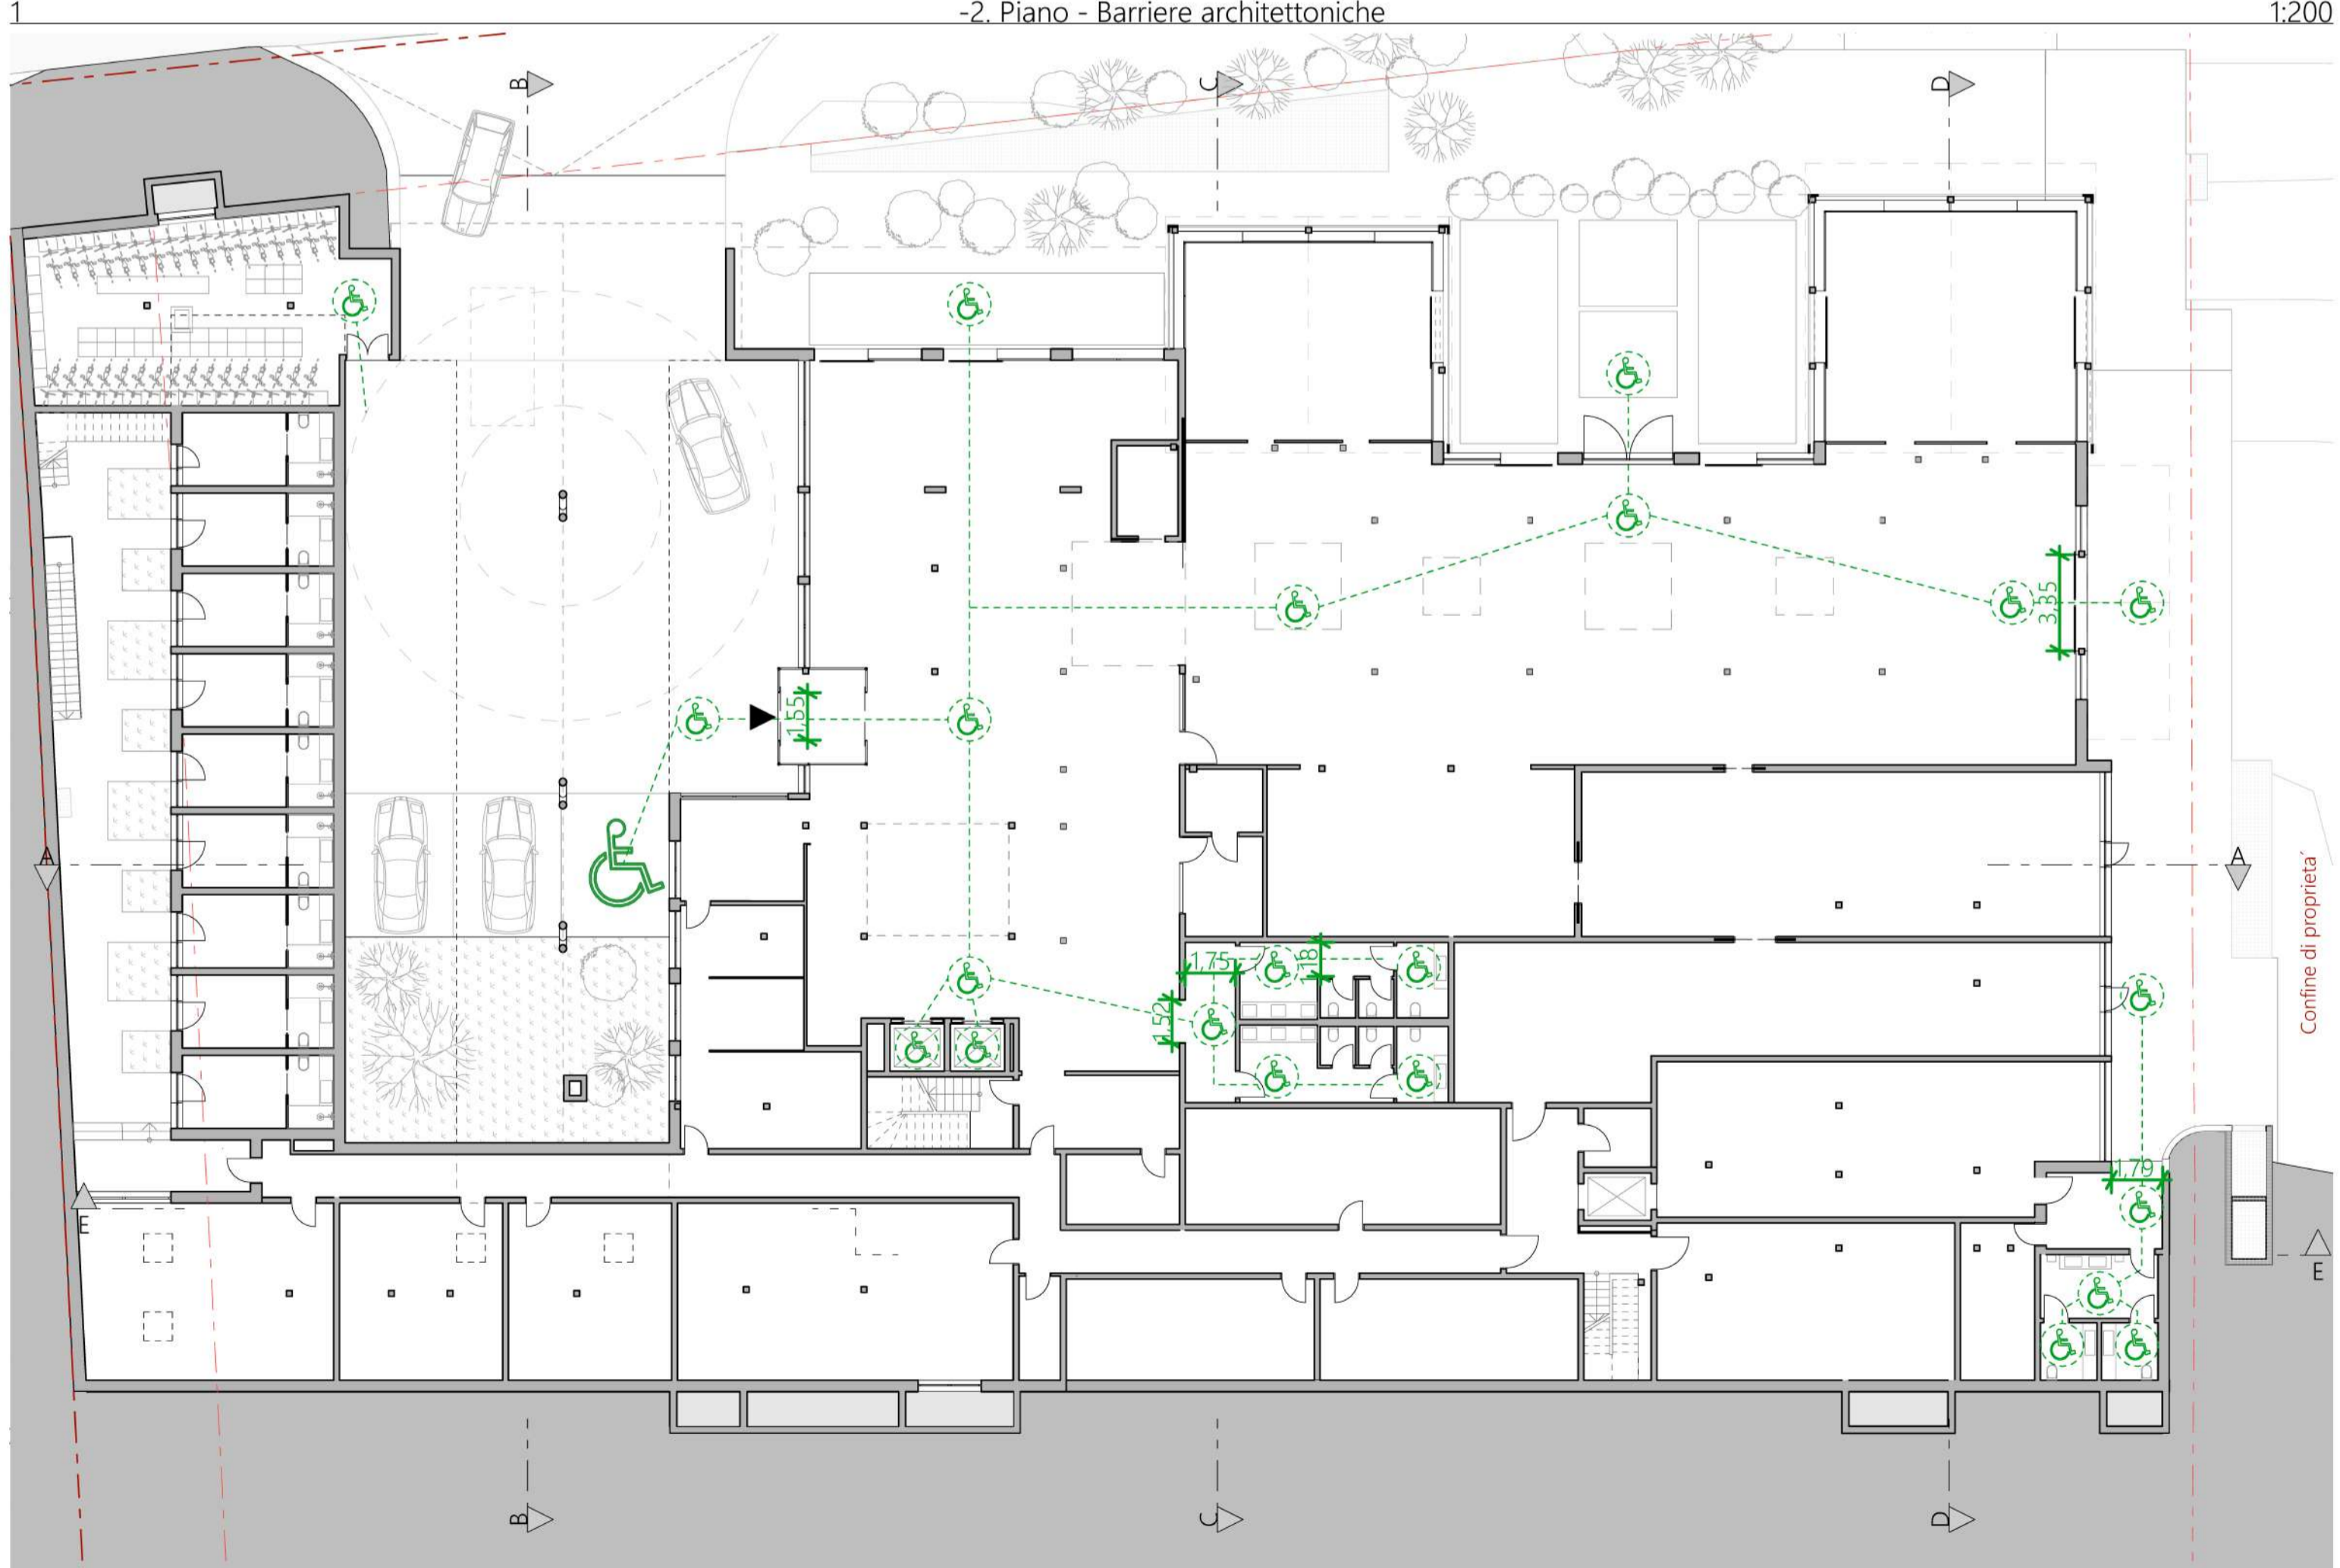 1
-2. Piano - Barriere architettoniche
1:200
B
C
D
3,35
1,55
A
A
Confine di proprieta´
1,75
18
1,52
1,79
E
E
B
C
D